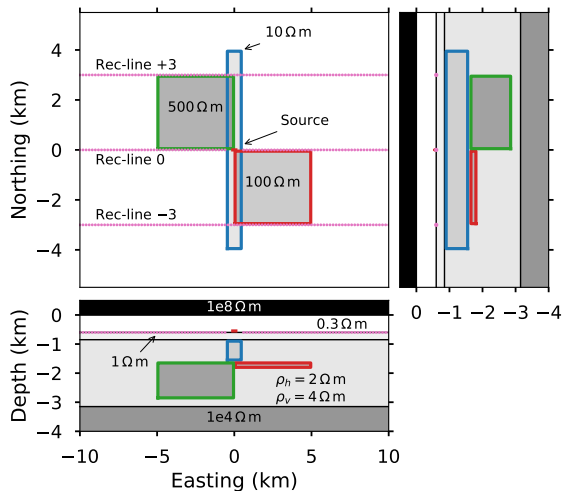 10 Ω m
Rec-line +3
500 Ω m
Source
Rec-line 0
100 Ω m
Rec-line −3
Northing (km)
4
2
0
−2
−4
0 −1 −2 −3 −4
1e8 Ω m
0.3 Ω m
1 Ω m
ρh = 2 Ω m
ρv = 4 Ω m
1e4 Ω m
Depth (km)
0
−1
−2
−3
−4
−10 −5 0 5 10
Easting (km)